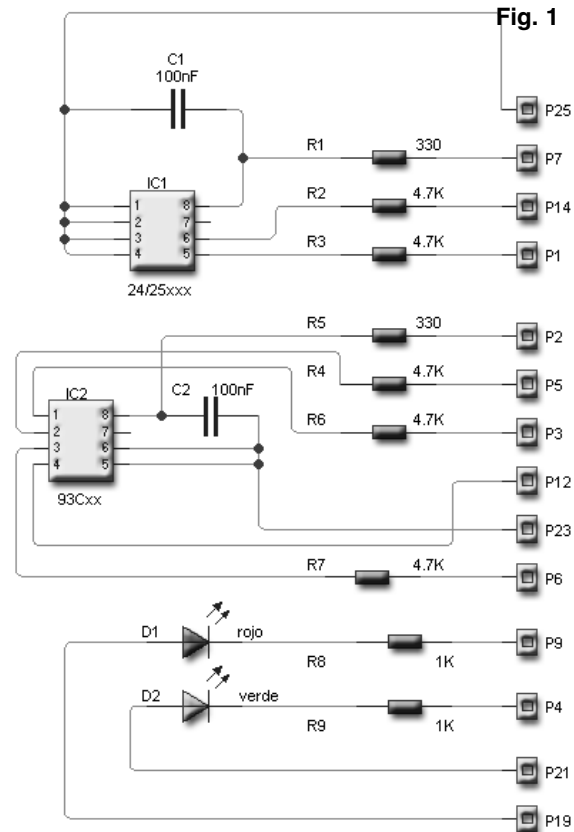 Fig. 1
C1
100nF
P25
R1 330 P7
IC1
R2 4.7K P14
1 8
2 7
3 6
4 5
R3 4.7K P1
24/25xxx
R5 330 P2
R4 4.7K P5
IC2 C2 100nF
R6 4.7K P3
1 8
2 7
3 6
4 5
93Cxx
P12
P23
R7 4.7K P6
D1 rojo P9
R8 1K
D2 verde P4
R9 1K
P21
P19